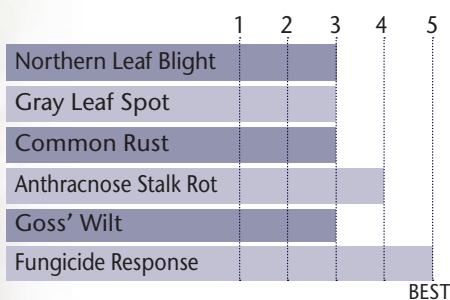 1 2 3 4 5
Northern Leaf Blight
Gray Leaf Spot
Common Rust
Anthracnose Stalk Rot
Goss’ Wilt
Fungicide Response
BEST